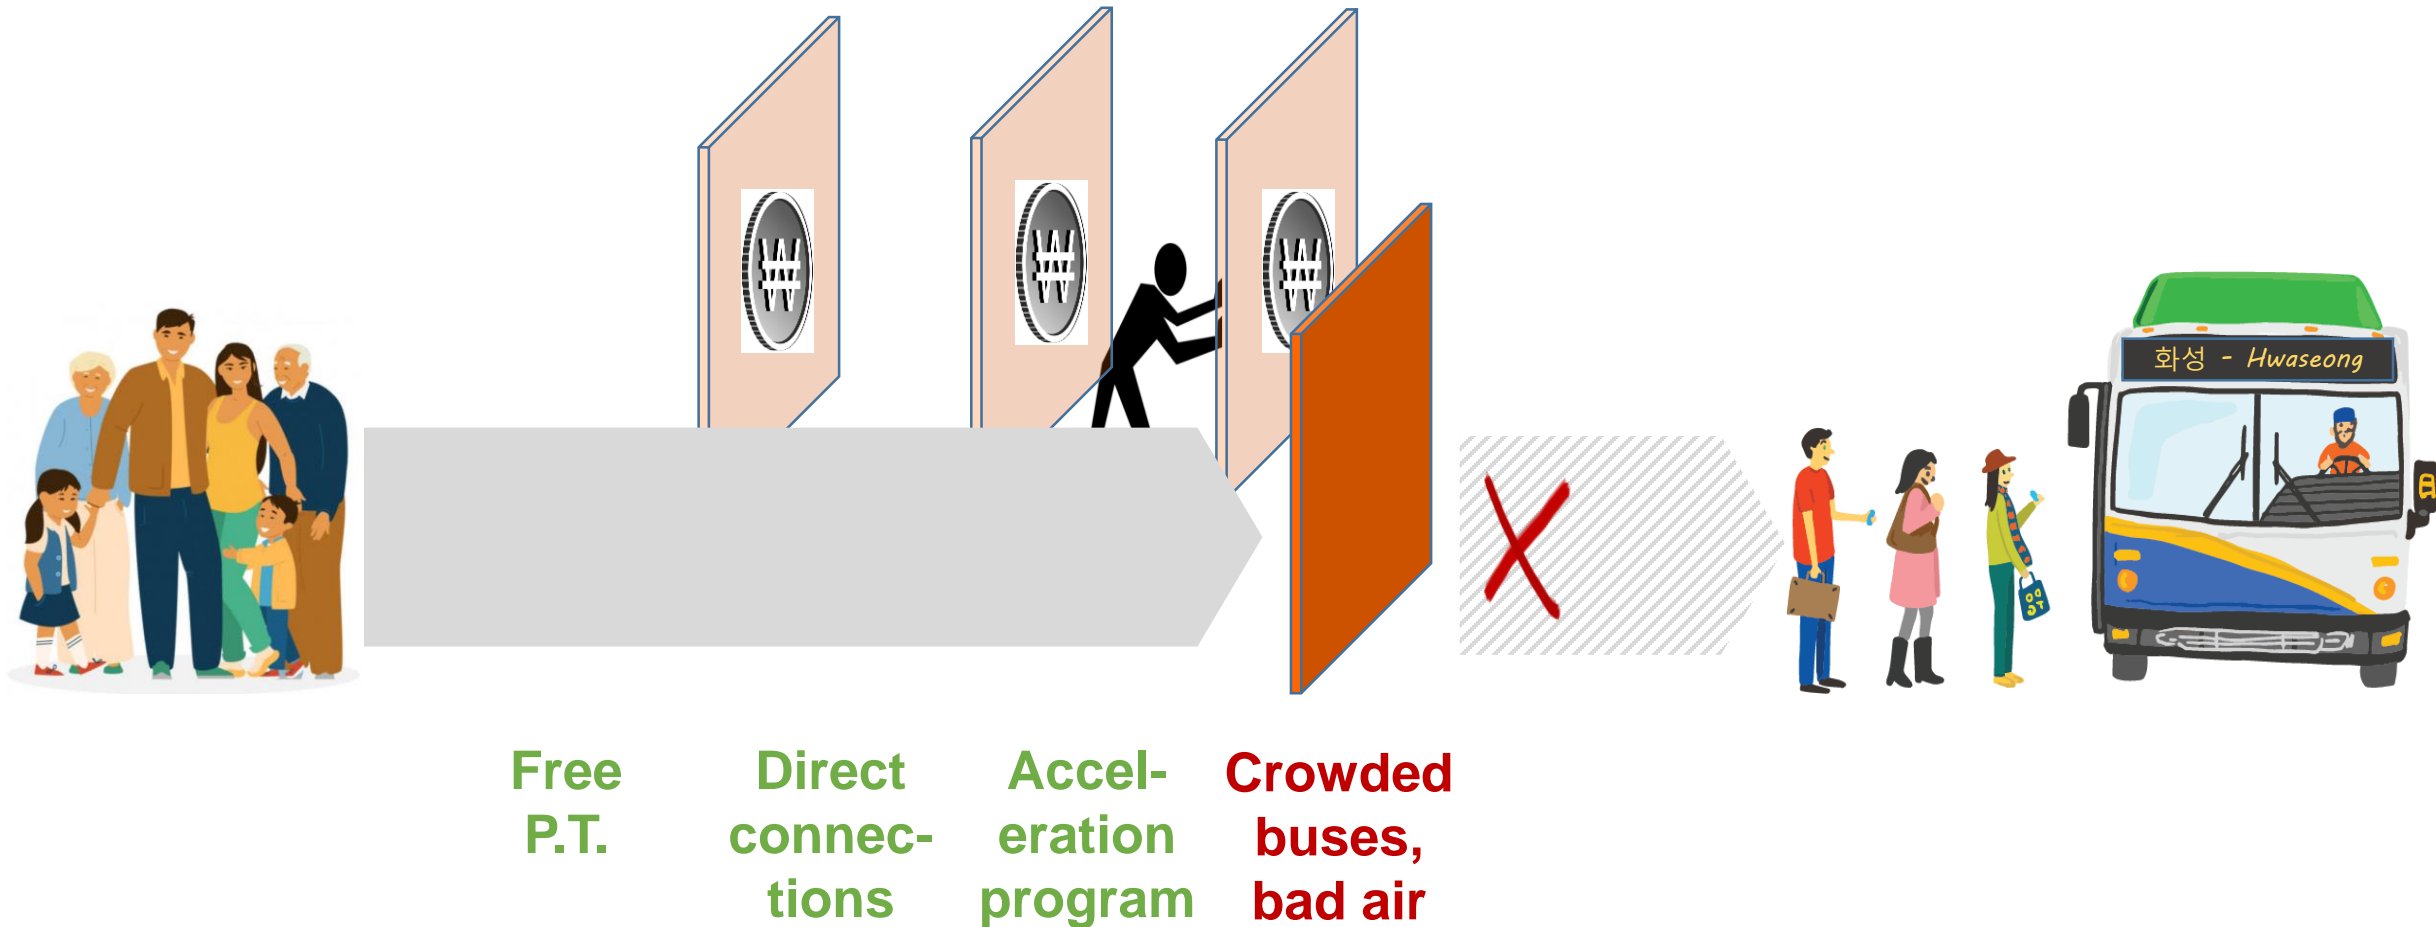 ₩
₩
₩
화성 - Hwaseong
Free
P.T.
Direct
connec-
tions
Accel-
eration
program
Crowded
buses,
bad air